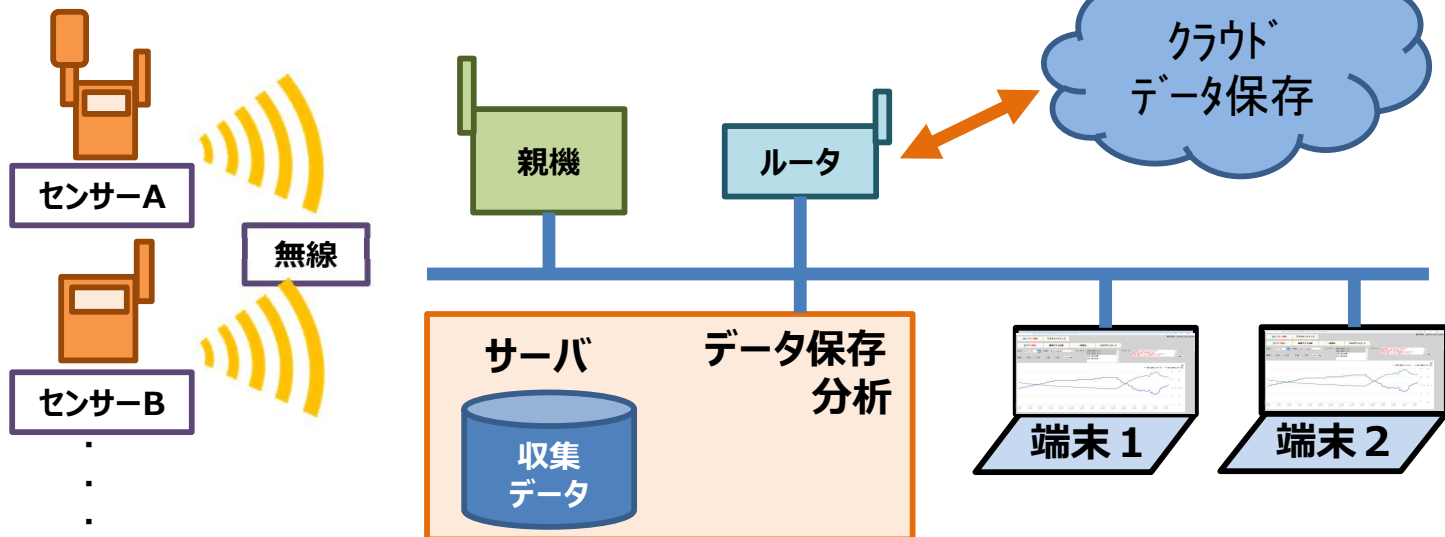 クラウド
データ保存
親機
ルータ
センサーA
無線
センサーB
・
・
・
サーバ
データ保存
分析
収集
データ
端末１
端末２